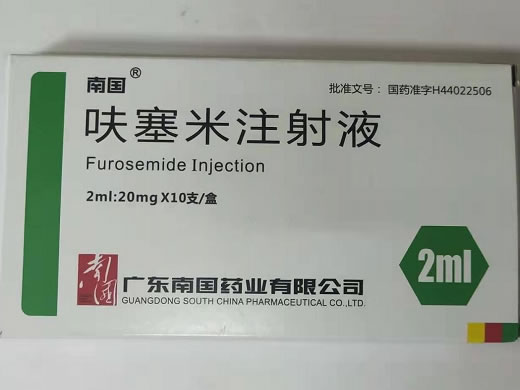 南国®
批准文号：国药准字H44022506
呋塞米注射液
Furosemide Injection
2ml:20mg X10支/盒
2ml
南国
广东南国药业有限公司
GUANGDONG SOUTH CHINA PHARMACEUTICAL CO.,LTD.